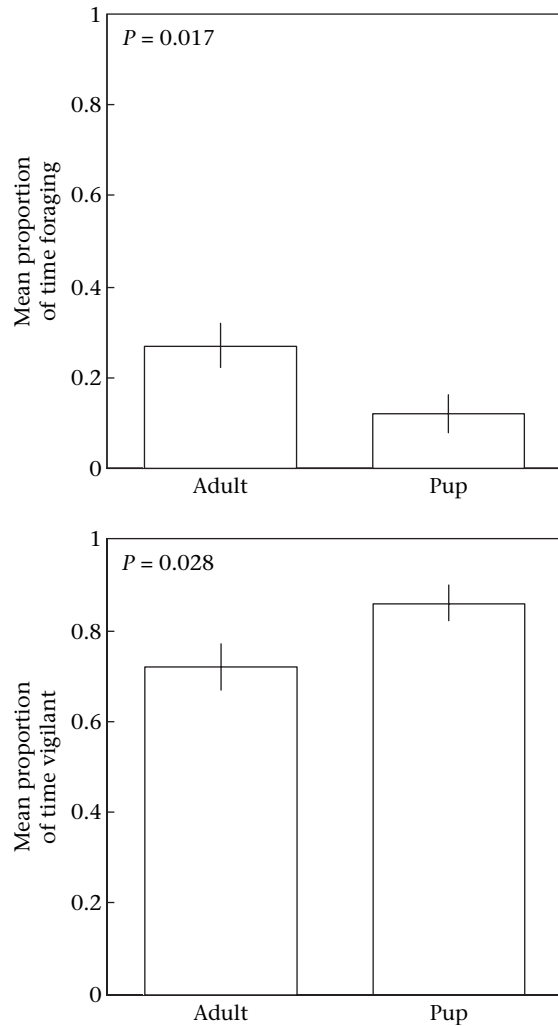 1
P = 0.017
0.8
0.6
0.4
0.2
0
Mean proportion
of time foraging
Adult
Pup
1
P = 0.028
0.8
0.6
0.4
0.2
0
Mean proportion
of time vigilant
Adult
Pup